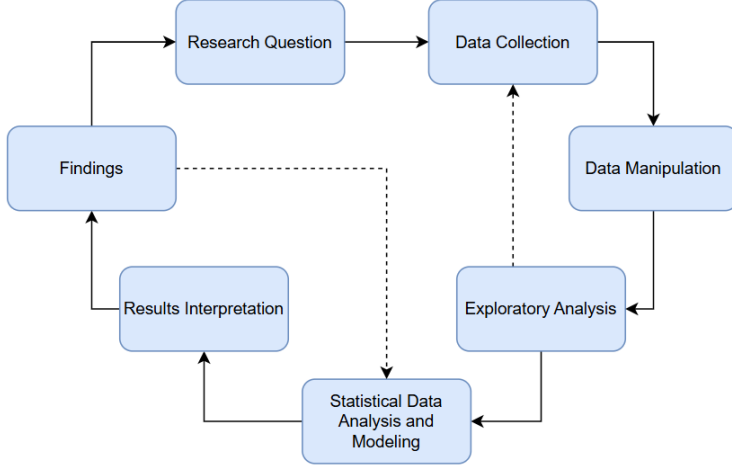 Research Question
Data Collection
Findings
Data Manipulation
Results Interpretation
Exploratory Analysis
Statistical Data
Analysis and
Modeling